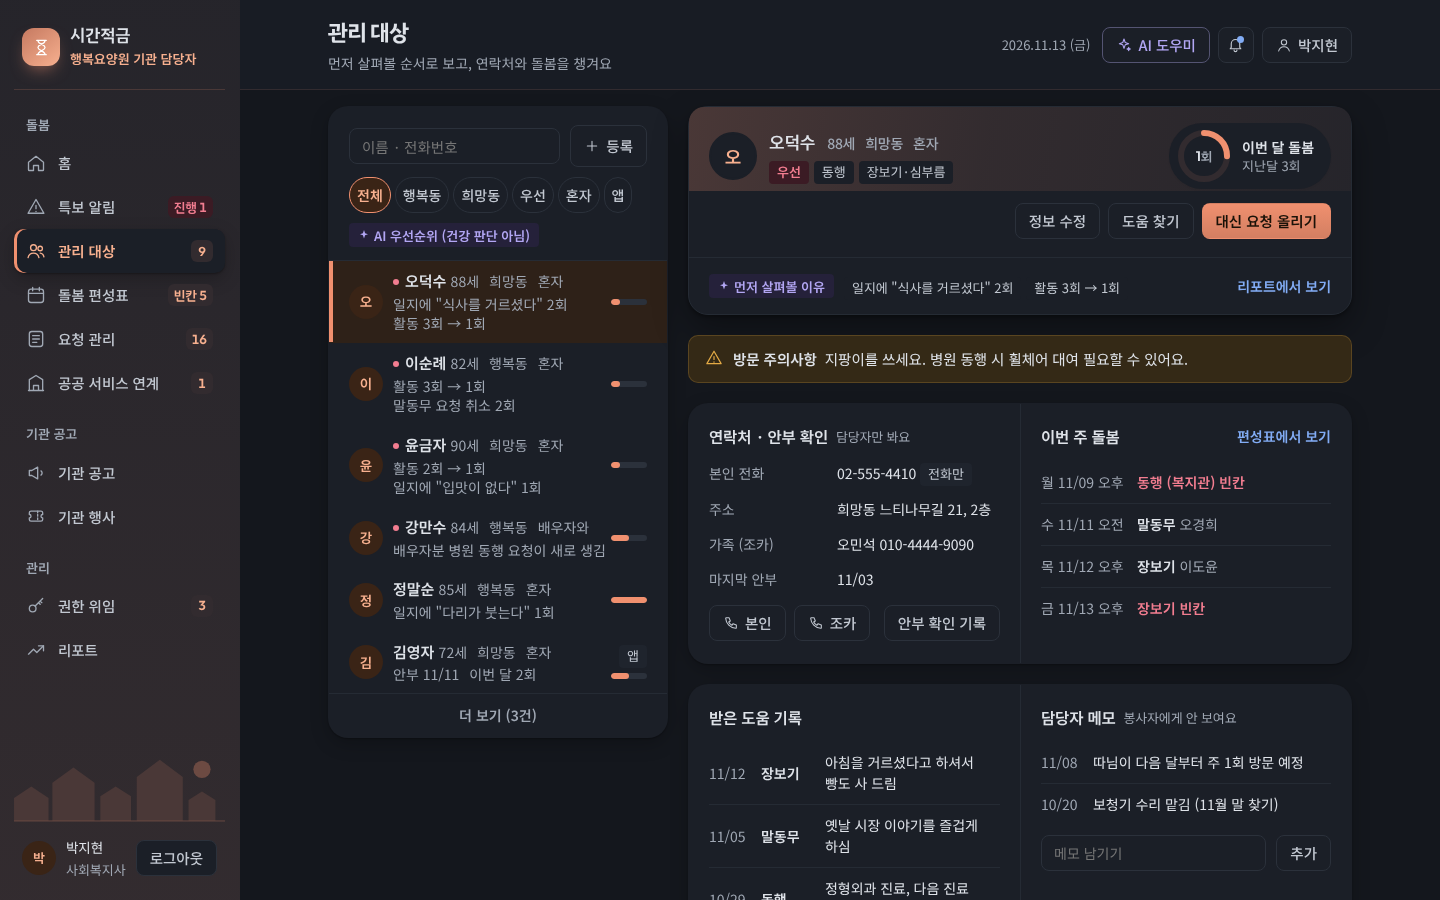 시간적금
행복요양원 기관 담당자
돌봄
홈
특보 알림
진행 1
관리 대상
9
돌봄 편성표
빈칸 5
요청 관리
16
공공 서비스 연계
1
기관 공고
기관 공고
기관 행사
관리
권한 위임
3
리포트
박
박지현
사회복지사
로그아웃
관리 대상
먼저 살펴볼 순서로 보고, 연락처와 돌봄을 챙겨요
2026.11.13 (금)
AI 도우미
박지현
이름 · 전화번호
등록
전체
행복동
희망동
우선
혼자
앱
AI 우선순위 (건강 판단 아님)
오
오덕수 88세 희망동 혼자
일지에 "식사를 거르셨다" 2회
활동 3회 → 1회
이
이순례 82세 행복동 혼자
활동 3회 → 1회
말동무 요청 취소 2회
윤
윤금자 90세 희망동 혼자
활동 2회 → 1회
일지에 "입맛이 없다" 1회
강
강만수 84세 행복동 배우자와
배우자분 병원 동행 요청이 새로 생김
정
정말순 85세 행복동 혼자
일지에 "다리가 붓는다" 1회
김
김영자 72세 희망동 혼자
앱
안부 11/11 이번 달 2회
더 보기 (3건)
오
오덕수 88세 희망동 혼자
우선 동행 장보기·심부름
1회
이번 달 돌봄
지난달 3회
정보 수정
도움 찾기
대신 요청 올리기
먼저 살펴볼 이유
일지에 "식사를 거르셨다" 2회
활동 3회 → 1회
리포트에서 보기
방문 주의사항 지팡이를 쓰세요. 병원 동행 시 휠체어 대여 필요할 수 있어요.
연락처 · 안부 확인 담당자만 봐요
본인 전화 02-555-4410 전화만
주소 희망동 느티나무길 21, 2층
가족 (조카) 오민석 010-4444-9090
마지막 안부 11/03
본인
조카
안부 확인 기록
이번 주 돌봄
편성표에서 보기
월 11/09 오후 동행 (복지관) 빈칸
수 11/11 오전 말동무 오경희
목 11/12 오후 장보기 이도윤
금 11/13 오후 장보기 빈칸
받은 도움 기록
11/12 장보기 아침을 거르셨다고 하셔서
빵도 사 드림
11/05 말동무 옛날 시장 이야기를 즐겁게
하심
10/29 동행 정형외과 진료, 다음 진료
담당자 메모 봉사자에게 안 보여요
11/08 따님이 다음 달부터 주 1회 방문 예정
10/20 보청기 수리 맡김 (11월 말 찾기)
메모 남기기
추가